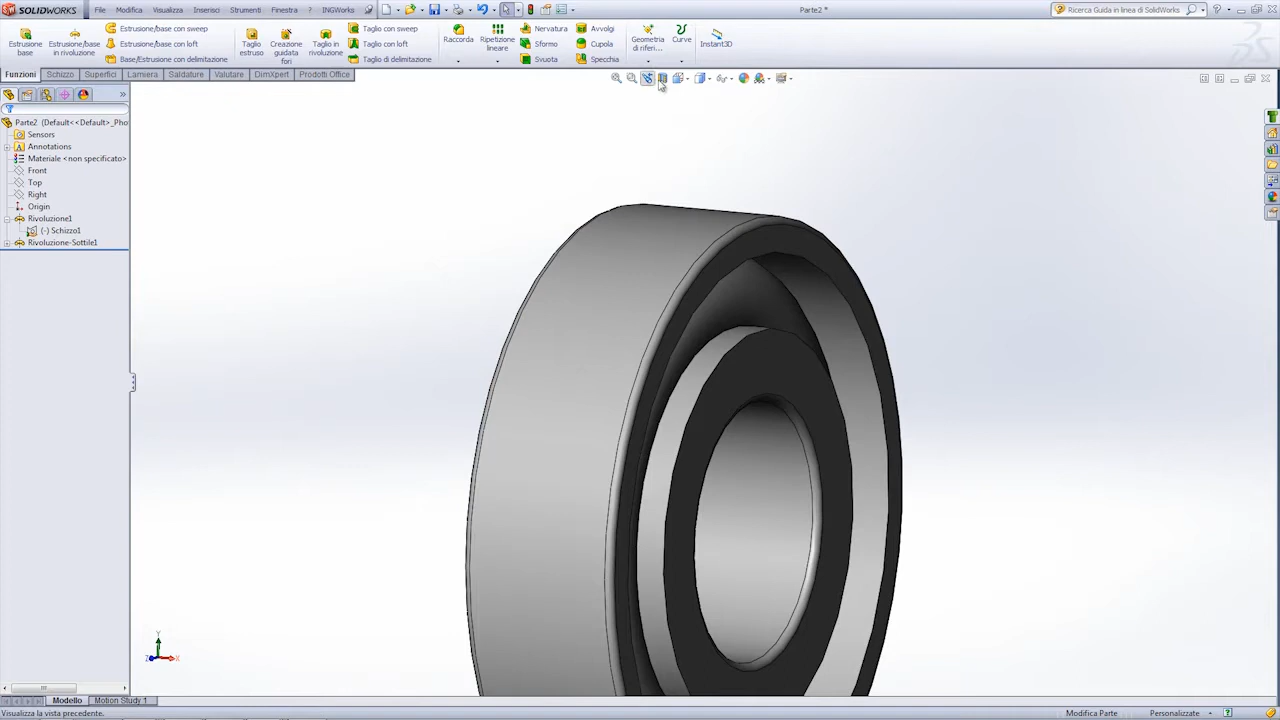 SOLIDWORKS File Modifica Visualizza Inserisci Strumenti Finestra ? INGWorks Parte2 * Ricerca Guida in linea di SolidWorks ?
Estrusione base
Estrusione/base in rivoluzione
Estrusione/base con sweep
Estrusione/base con loft
Base/Estrusione con delimitazione
Taglio estruso
Creazione guidata fori
Taglio in rivoluzione
Taglio con sweep
Taglio con loft
Taglio di delimitazione
Raccorda
Ripetizione lineare
Nervatura
Sformo
Svuota
Avvolgi
Cupola
Specchia
Geometria di riferi...
Curve
Instant3D
Funzioni Schizzo Superfici Lamiera Saldature Valutare DimXpert Prodotti Office
Parte2 (Default<<Default>_Pho
Sensors
Annotations
Materiale <non specificato>
Front
Top
Right
Origin
Rivoluzione1
(-) Schizzo1
Rivoluzione-Sottile1
Y
Z X
Modello Motion Study 1
Visualizza la vista precedente. Modifica Parte Personalizzate ?